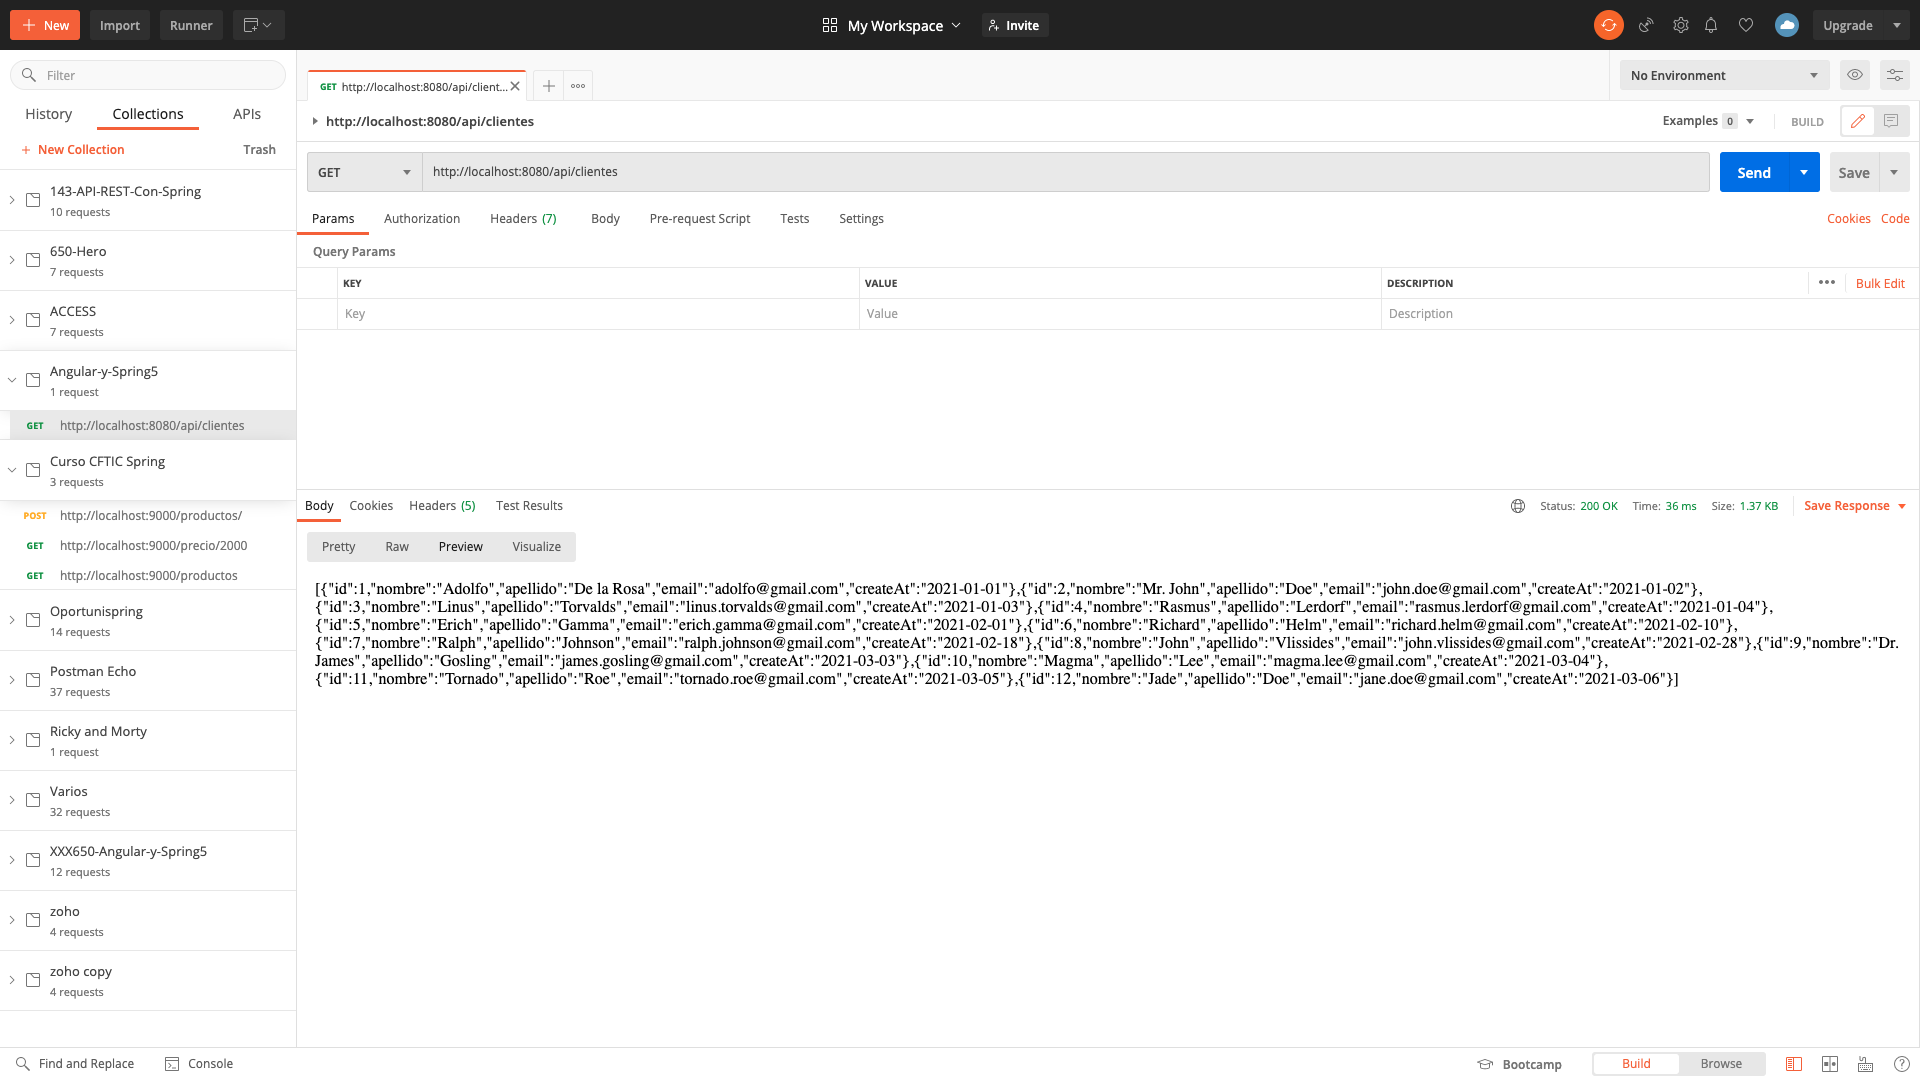 New
Import
Runner
My Workspace
Invite
Upgrade
Filter
History
Collections
APIs
+ New Collection
Trash
143-API-REST-Con-Spring
10 requests
650-Hero
7 requests
ACCESS
7 requests
Angular-y-Spring5
1 request
GET http://localhost:8080/api/clientes
Curso CFTIC Spring
3 requests
POST http://localhost:9000/productos/
GET http://localhost:9000/precio/2000
GET http://localhost:9000/productos
Oportunispring
14 requests
Postman Echo
37 requests
Ricky and Morty
1 request
Varios
32 requests
XXX650-Angular-y-Spring5
12 requests
zoho
4 requests
zoho copy
4 requests
GET http://localhost:8080/api/client...
No Environment
http://localhost:8080/api/clientes
Examples 0
BUILD
GET
http://localhost:8080/api/clientes
Send
Save
Params
Authorization
Headers (7)
Body
Pre-request Script
Tests
Settings
Cookies
Code
Query Params
KEY
VALUE
DESCRIPTION
Bulk Edit
Key
Value
Description
Body
Cookies
Headers (5)
Test Results
Status: 200 OK
Time: 36 ms
Size: 1.37 KB
Save Response
Pretty
Raw
Preview
Visualize
[{"id":1,"nombre":"Adolfo","apellido":"De la Rosa","email":"adolfo@gmail.com","createAt":"2021-01-01"},{"id":2,"nombre":"Mr. John","apellido":"Doe","email":"john.doe@gmail.com","createAt":"2021-01-02"},
{"id":3,"nombre":"Linus","apellido":"Torvalds","email":"linus.torvalds@gmail.com","createAt":"2021-01-03"},{"id":4,"nombre":"Rasmus","apellido":"Lerdorf","email":"rasmus.lerdorf@gmail.com","createAt":"2021-01-04"},
{"id":5,"nombre":"Erich","apellido":"Gamma","email":"erich.gamma@gmail.com","createAt":"2021-02-01"},{"id":6,"nombre":"Richard","apellido":"Helm","email":"richard.helm@gmail.com","createAt":"2021-02-10"},
{"id":7,"nombre":"Ralph","apellido":"Johnson","email":"ralph.johnson@gmail.com","createAt":"2021-02-18"},{"id":8,"nombre":"John","apellido":"Vlissides","email":"john.vlissides@gmail.com","createAt":"2021-02-28"},{"id":9,"nombre":"Dr.
James","apellido":"Gosling","email":"james.gosling@gmail.com","createAt":"2021-03-03"},{"id":10,"nombre":"Magma","apellido":"Lee","email":"magma.lee@gmail.com","createAt":"2021-03-04"},
{"id":11,"nombre":"Tornado","apellido":"Roe","email":"tornado.roe@gmail.com","createAt":"2021-03-05"},{"id":12,"nombre":"Jade","apellido":"Doe","email":"jane.doe@gmail.com","createAt":"2021-03-06"}]
Find and Replace
Console
Bootcamp
Build
Browse